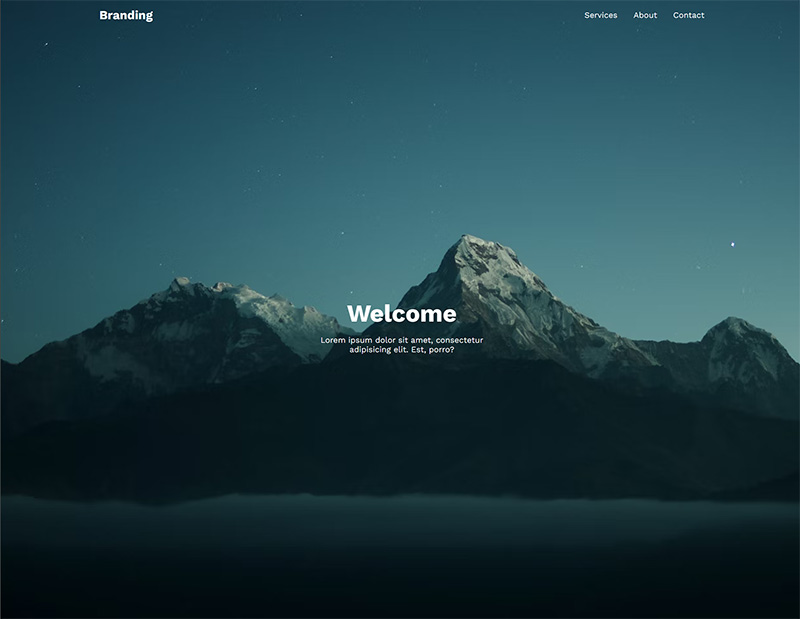 Branding
Services About Contact
Welcome
Lorem ipsum dolor sit amet, consectetur
adipisicing elit. Est, porro?